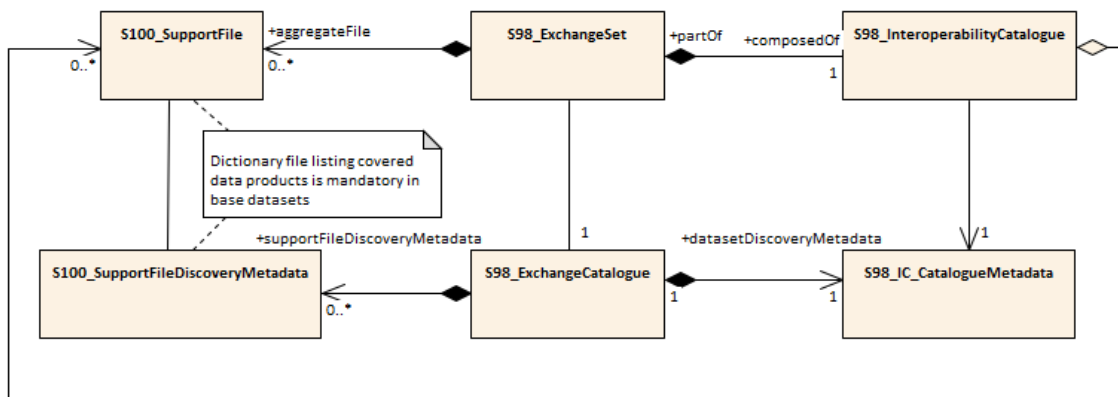 S100_SupportFile
+aggregateFile
0..*
0..*
S98_ExchangeSet
+partOf
+composedOf
1
S98_InteroperabilityCatalogue
Dictionary file listing covered
data products is mandatory in
base datasets
+supportFileDiscoveryMetadata
1
+datasetDiscoveryMetadata
1
S100_SupportFileDiscoveryMetadata
0..*
S98_ExchangeCatalogue
1
1
S98_IC_CatalogueMetadata